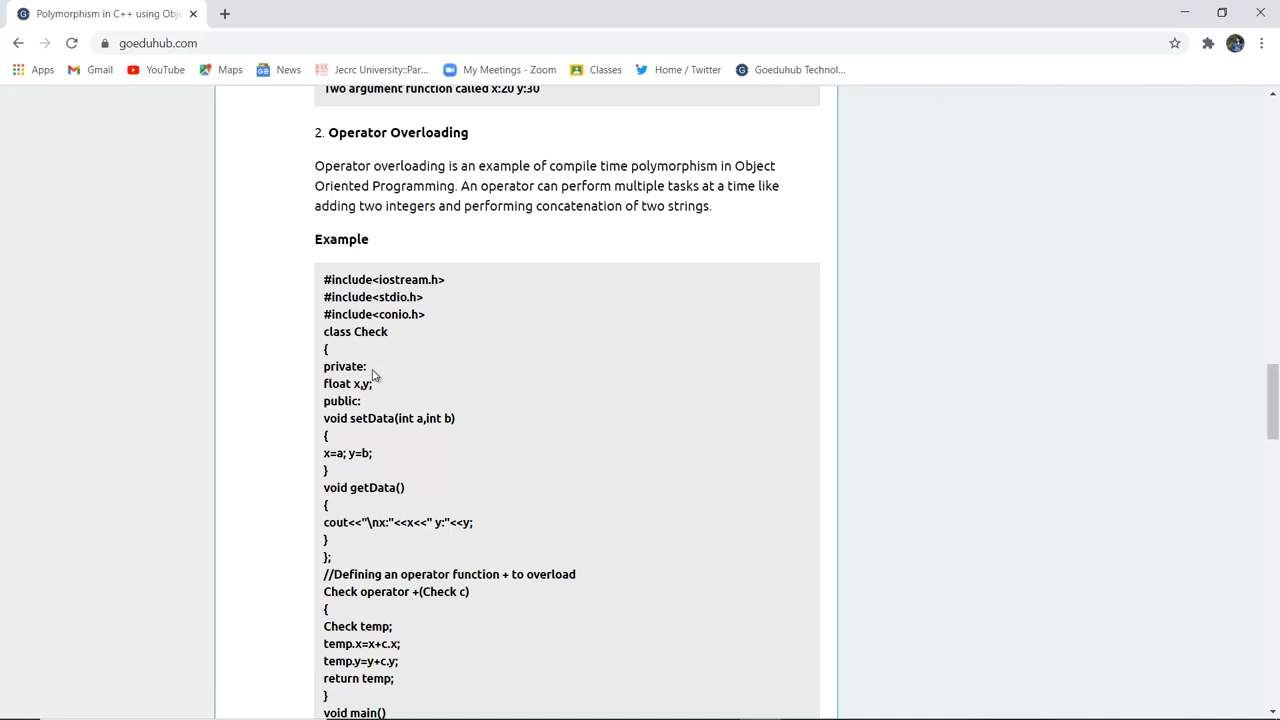 Polymorphism in C++ using Obj
goeduhub.com
Apps
Gmail
YouTube
Maps
News
Jecrc University::Par...
My Meetings - Zoom
Classes
Home / Twitter
Goeduhub Technol...
Two argument function called x:20 y:30
2. Operator Overloading
Operator overloading is an example of compile time polymorphism in Object
Oriented Programming. An operator can perform multiple tasks at a time like
adding two integers and performing concatenation of two strings.
Example
#include<iostream.h>
#include<stdio.h>
#include<conio.h>
class Check
{
private:
float x,y;
public:
void setData(int a,int b)
{
x=a; y=b;
}
void getData()
{
cout<<"\nx:"<<x<<" y:"<<y;
}
};
//Defining an operator function + to overload
Check operator +(Check c)
{
Check temp;
temp.x=x+c.x;
temp.y=y+c.y;
return temp;
}
void main()